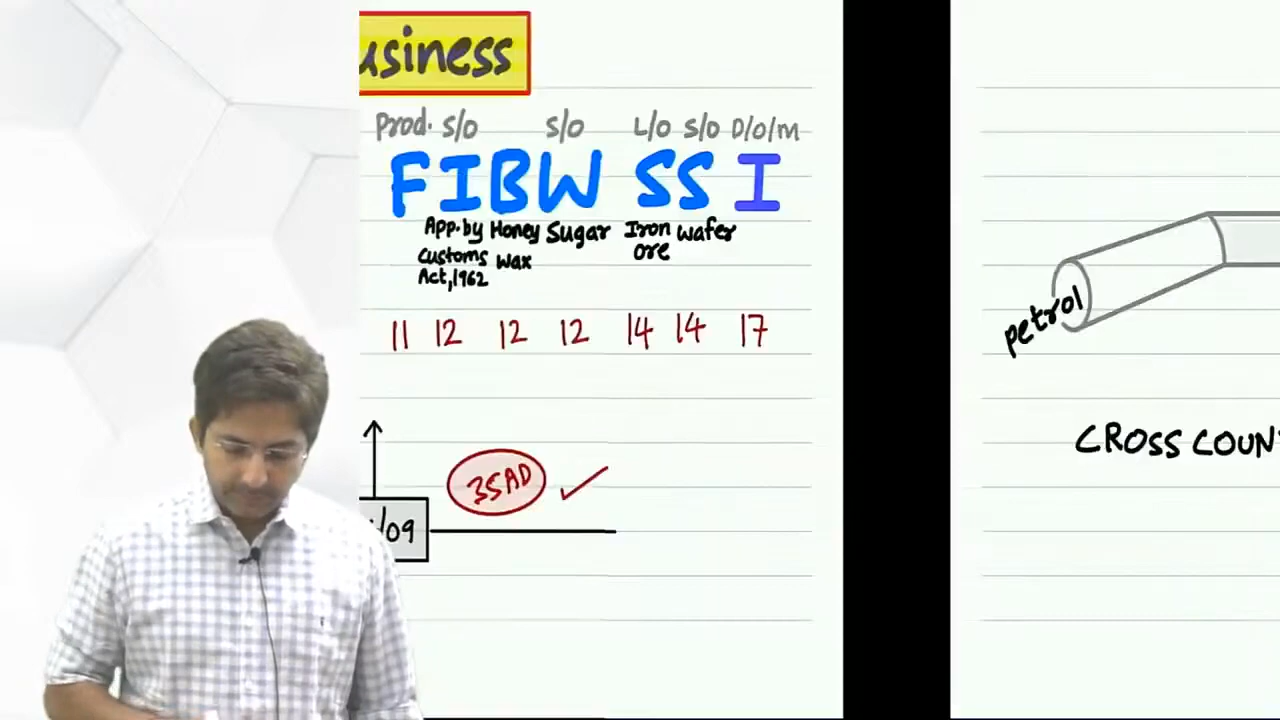 usiness
Prod. S/O S/O L/O S/O D/O/M
FIBW SS I
App. by Honey Sugar Iron wafer
Customs wax ore
Act, 1962
11 12 12 12 14 14 17
35AD
/09
petrol
CROSS COUN